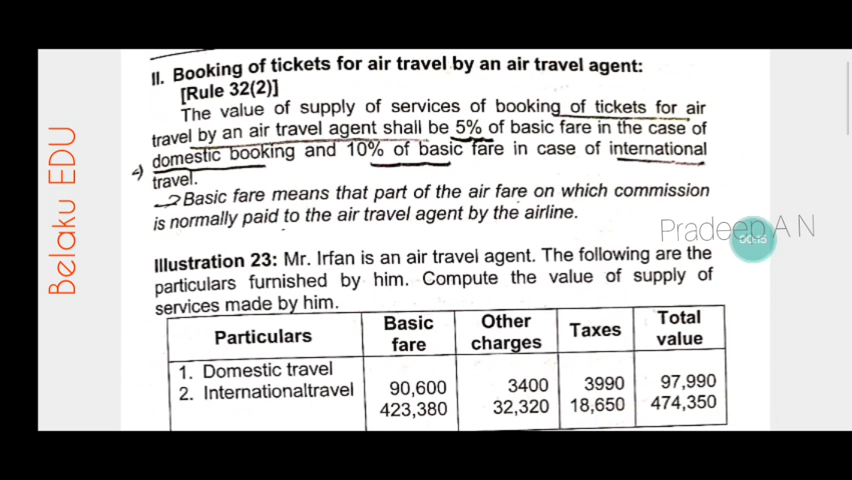 II. Booking of tickets for air travel by an air travel agent:
[Rule 32(2)]
The value of supply of services of booking of tickets for air
travel by an air travel agent shall be 5% of basic fare in the case of
domestic booking and 10% of basic fare in case of international
travel.
Basic fare means that part of the air fare on which commission
is normally paid to the air travel agent by the airline.
Belaku EDU
Pradeep A N
Illustration 23: Mr. Irfan is an air travel agent. The following are the
particulars furnished by him. Compute the value of supply of
services made by him.
Particulars Basic fare Other charges Taxes Total value
1. Domestic travel
2. Internationaltravel 90,600 3400 3990 97,990
423,380 32,320 18,650 474,350